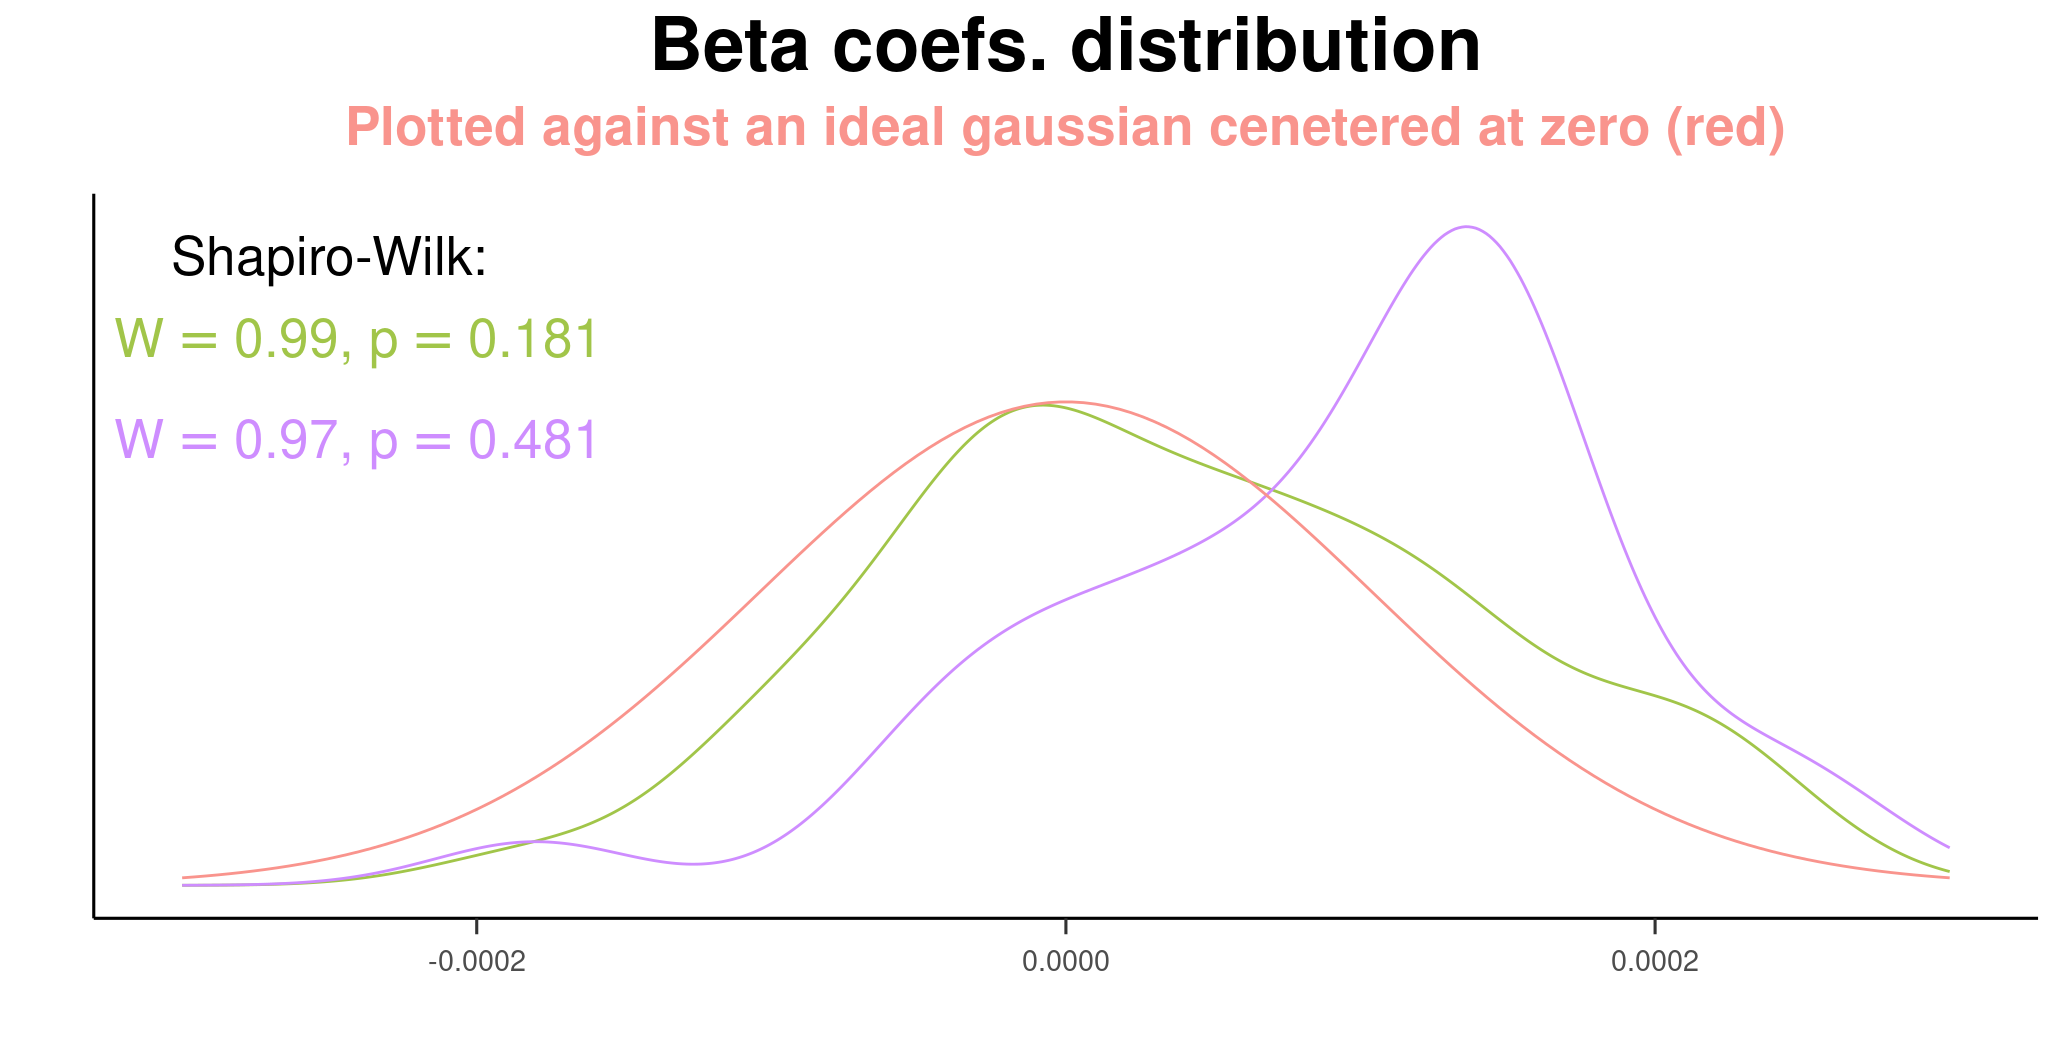 Beta coefs. distribution
Plotted against an ideal gaussian cenetered at zero (red)
Shapiro-Wilk:
W = 0.99, p = 0.181
W = 0.97, p = 0.481
-0.0002
0.0000
0.0002